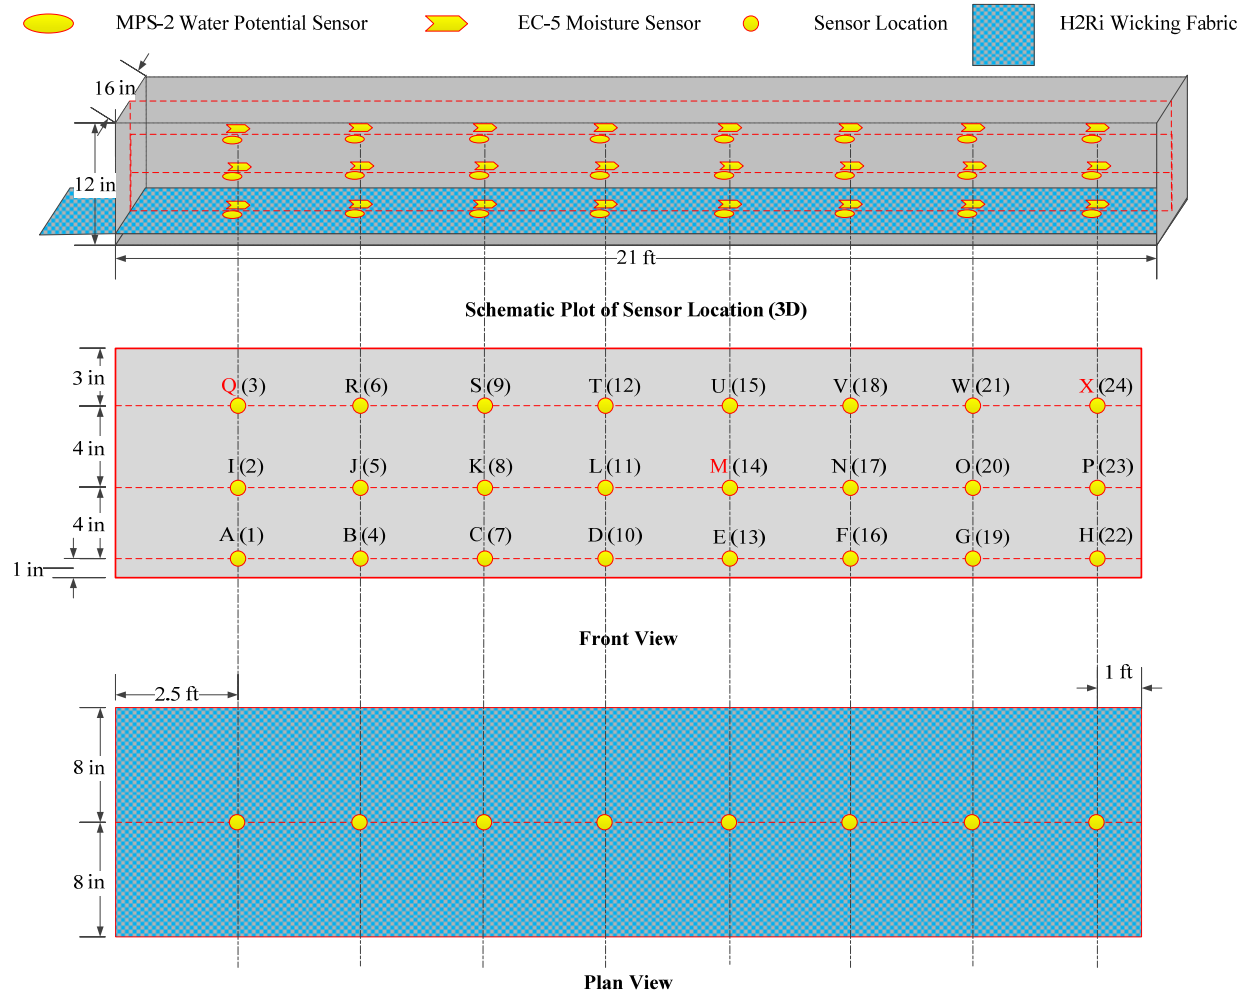 MPS-2 Water Potential Sensor EC-5 Moisture Sensor Sensor Location H2Ri Wicking Fabric
16 in
12 in
21 ft
Schematic Plot of Sensor Location (3D)
3 in
Q (3) R (6) S (9) T (12) U (15) V (18) W (21) X (24)
4 in
I (2) J (5) K (8) L (11) M (14) N (17) O (20) P (23)
4 in
A (1) B (4) C (7) D (10) E (13) F (16) G (19) H (22)
1 in
Front View
2.5 ft 1 ft
8 in
8 in
Plan View